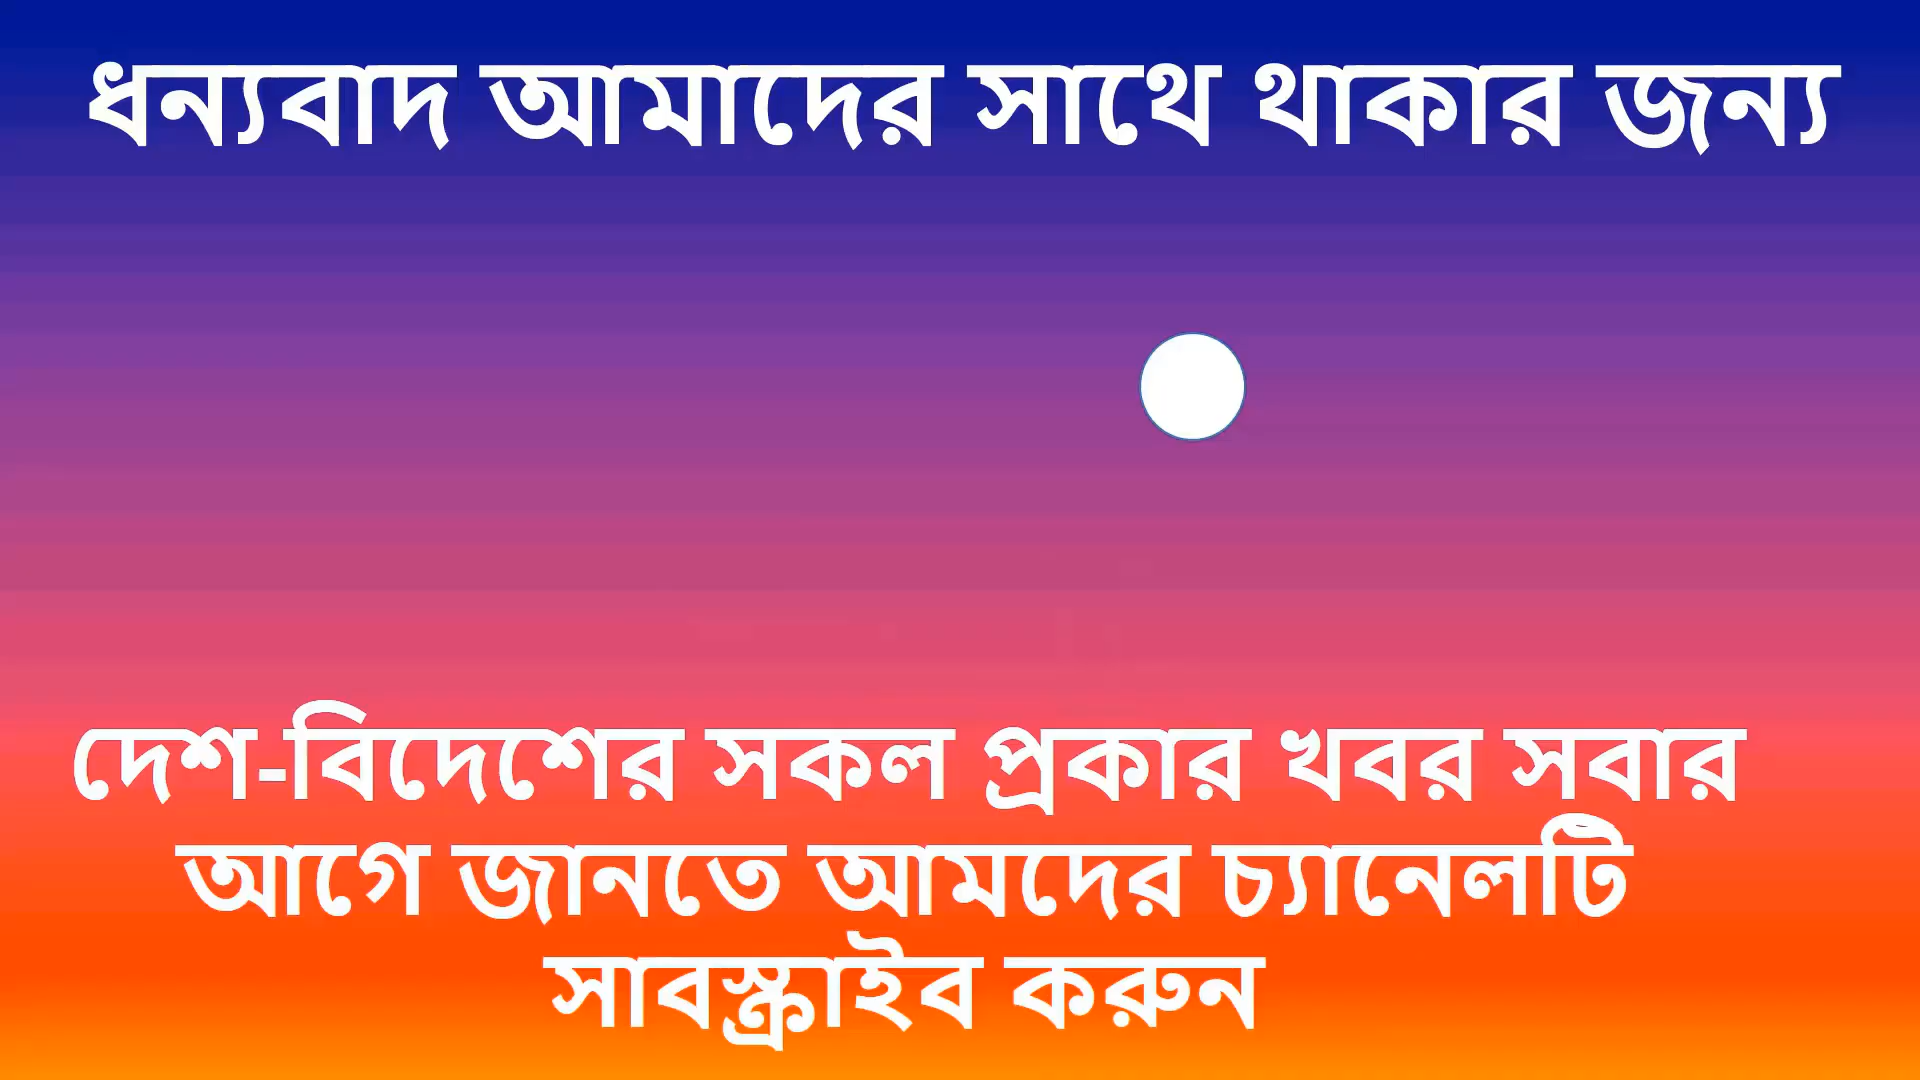 ধন্যবাদ আমাদের সাথে থাকার জন্য
দেশ-বিদেশের সকল প্রকার খবর সবার
আগে জানতে আমদের চ্যানেলটি
সাবস্ক্রাইব করুন